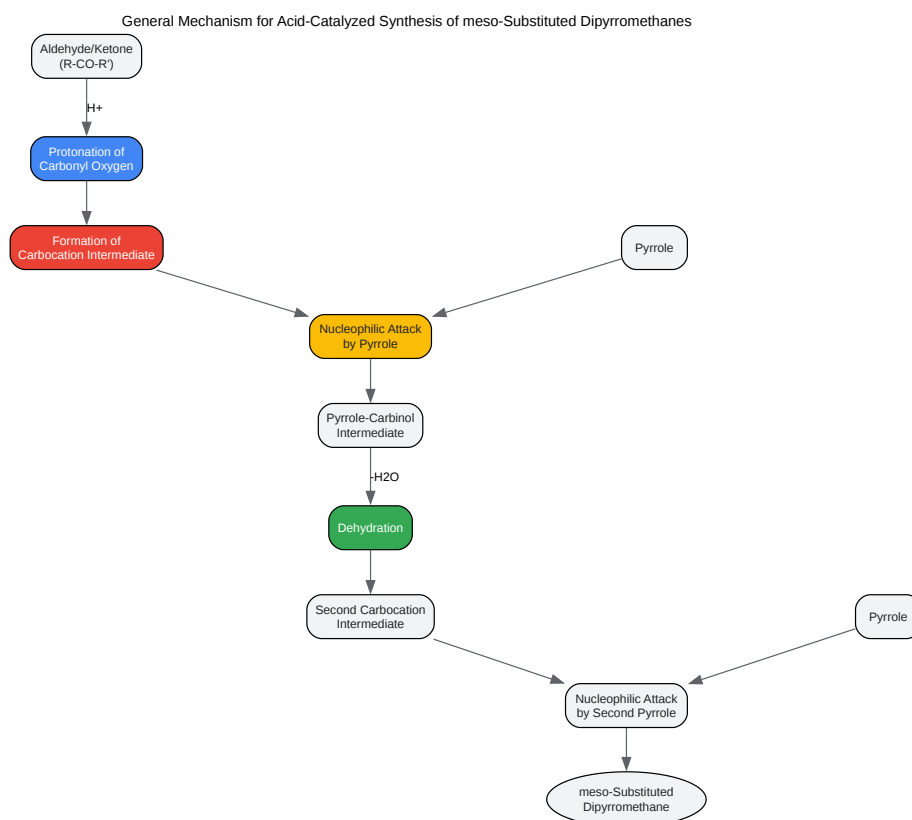 General Mechanism for Acid-Catalyzed Synthesis of meso-Substituted Dipyrromethanes
Aldehyde/Ketone
(R-CO-R')
H+
Protonation of
Carbonyl Oxygen
Formation of
Carbocation Intermediate
Pyrrole
Nucleophilic Attack
by Pyrrole
Pyrrole-Carbinol
Intermediate
-H2O
Dehydration
Second Carbocation
Intermediate
Pyrrole
Nucleophilic Attack
by Second Pyrrole
meso-Substituted
Dipyrromethane